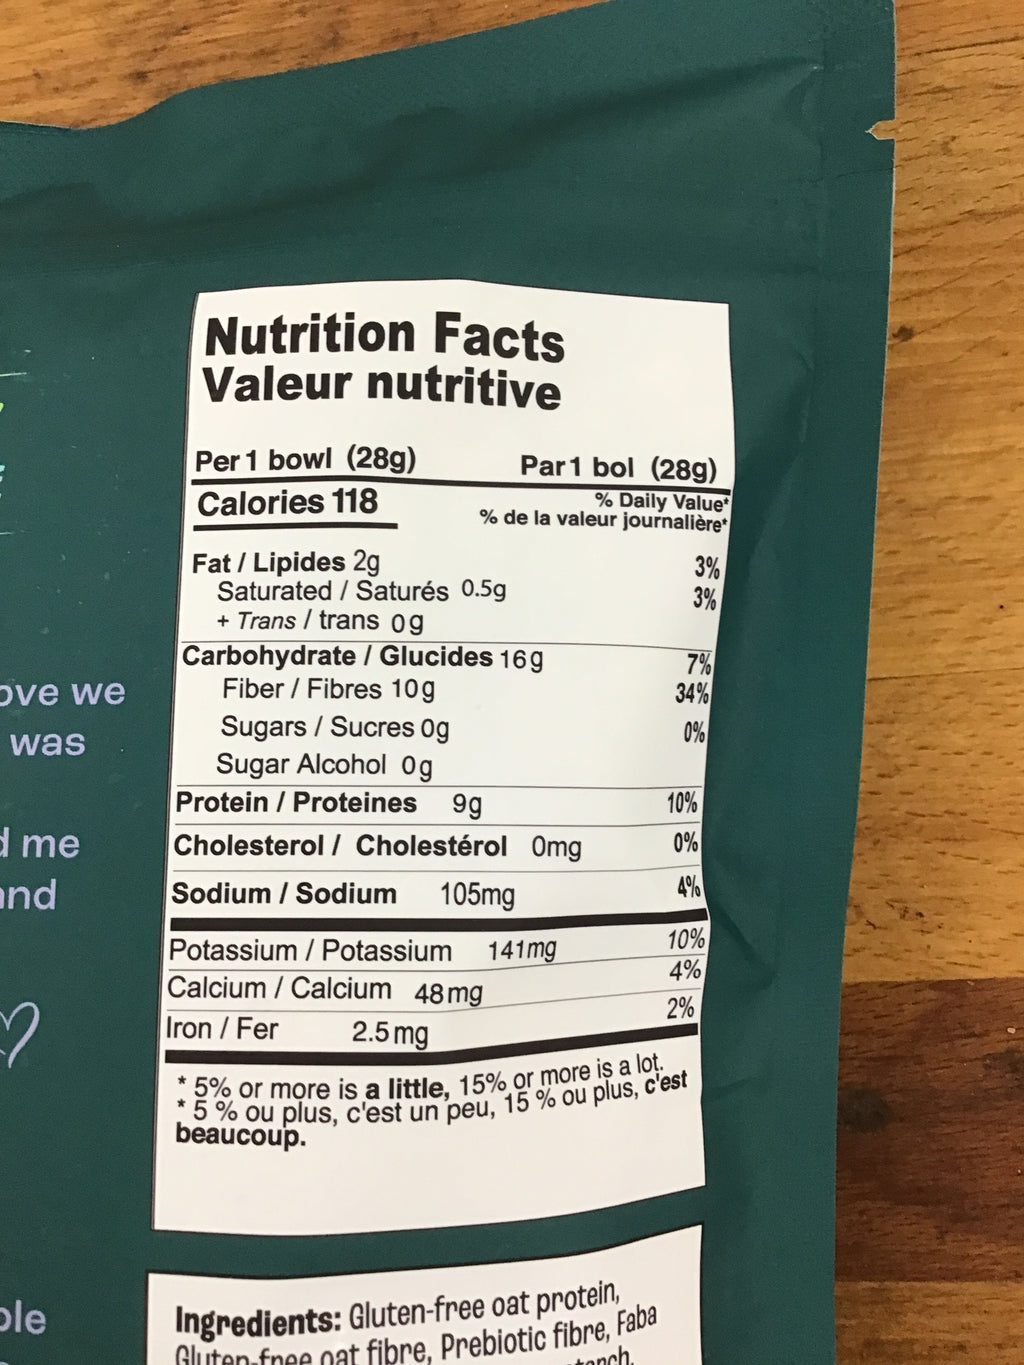 Nutrition Facts
Valeur nutritive
Per 1 bowl (28g) Par 1 bol (28g)
Calories 118 % Daily Value*
% de la valeur journalière*
Fat / Lipides 2g 3%
Saturated / Saturés 0.5g 3%
+ Trans / trans 0g
Carbohydrate / Glucides 16g 7%
Fiber / Fibres 10g 34%
Sugars / Sucres 0g 0%
Sugar Alcohol 0g
Protein / Proteines 9g 10%
Cholesterol / Cholestérol 0mg 0%
Sodium / Sodium 105mg 4%
Potassium / Potassium 141mg 10%
Calcium / Calcium 48mg 4%
Iron / Fer 2.5mg 2%
* 5% or more is a little, 15% or more is a lot.
* 5 % ou plus, c'est un peu, 15 % ou plus, c'est
beaucoup.
Ingredients: Gluten-free oat protein,
Gluten-free oat fibre, Prebiotic fibre, Faba
we
was
me